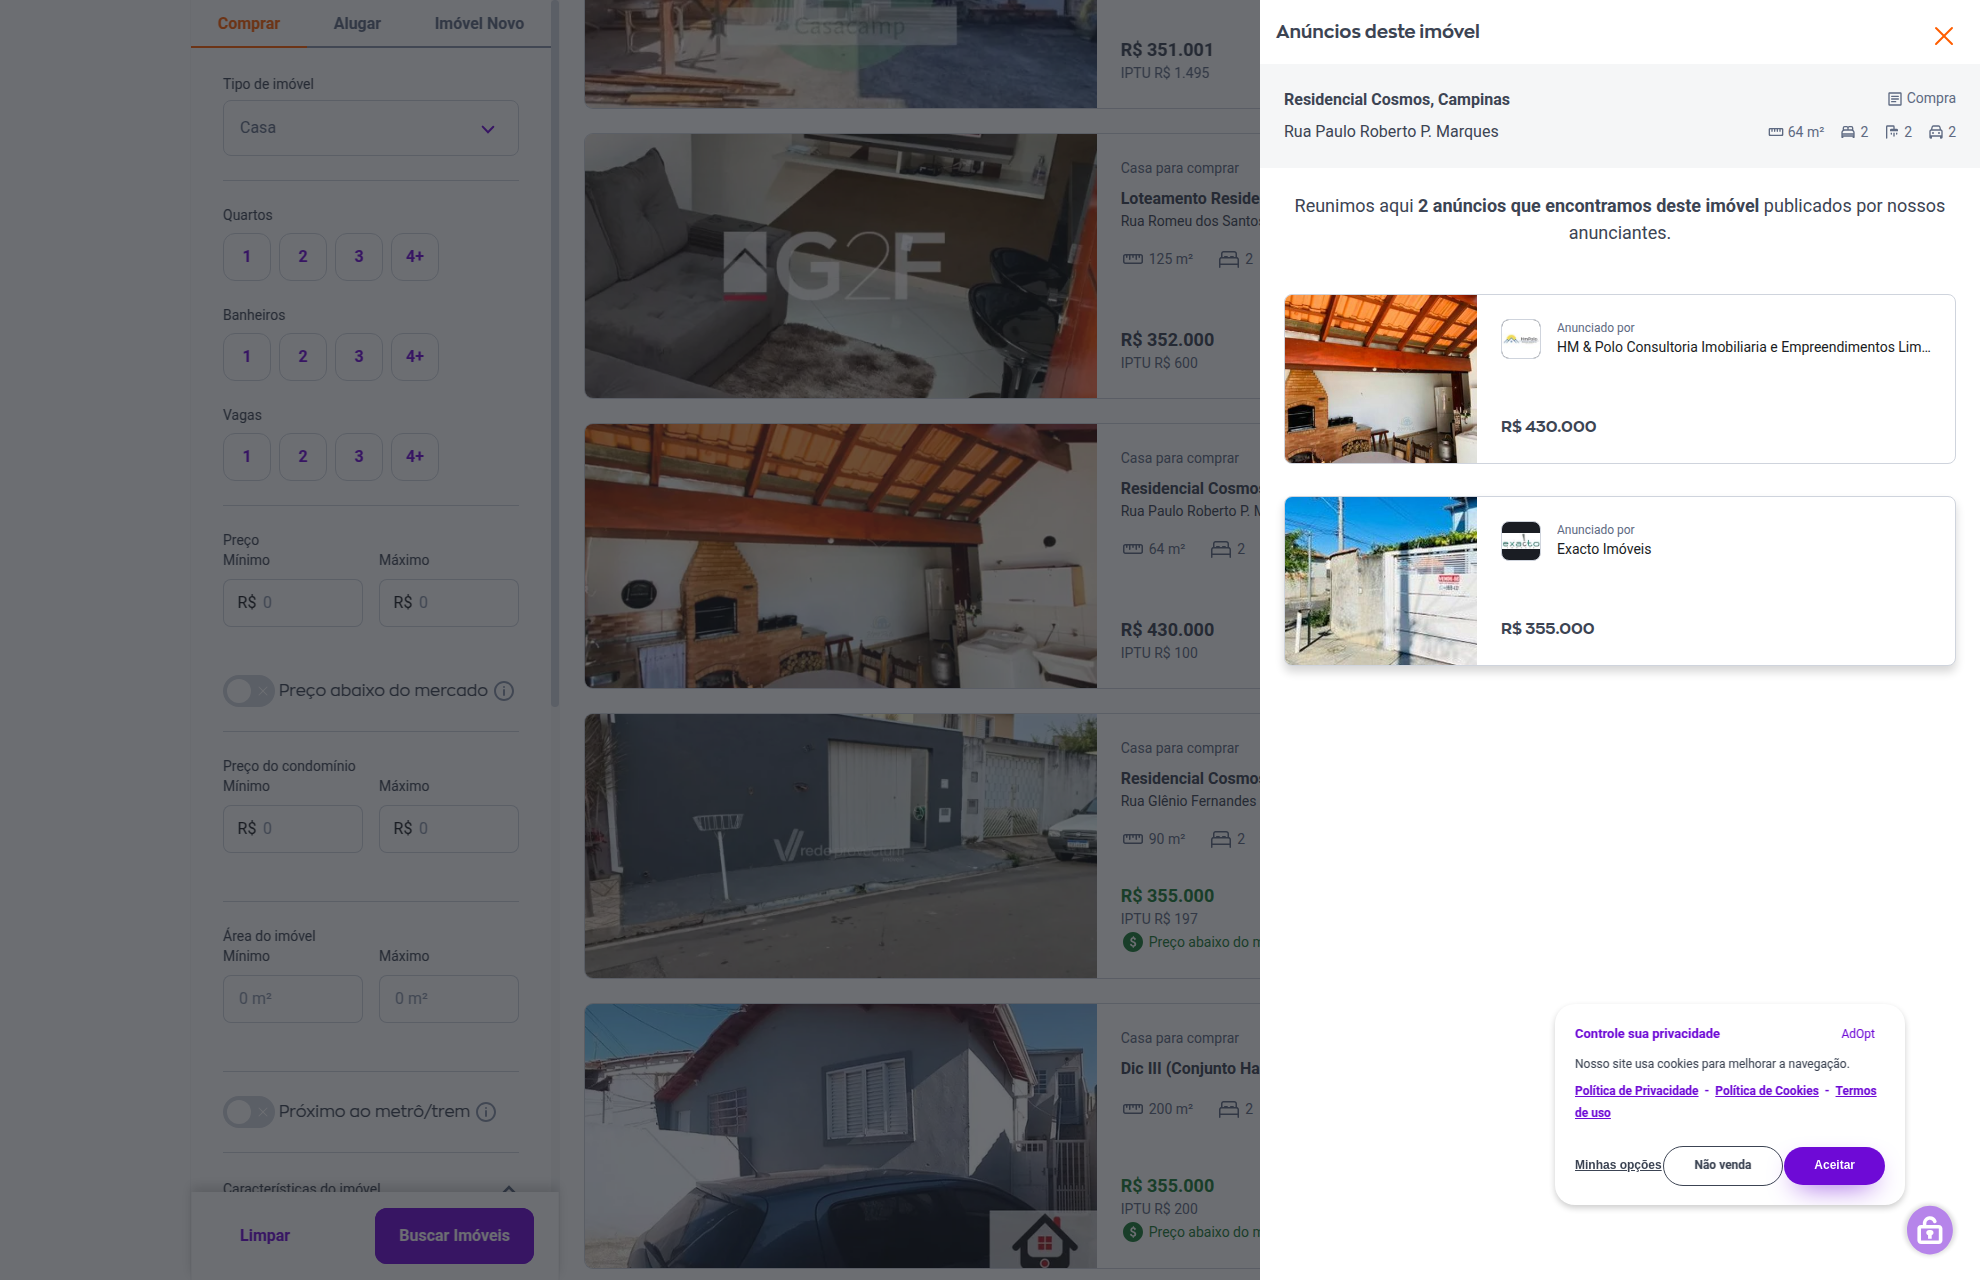 Comprar
Alugar
Imóvel Novo
Tipo de imóvel
Casa
Quartos
1
2
3
4+
Banheiros
1
2
3
4+
Vagas
1
2
3
4+
Preço
Mínimo
Máximo
R$ 0
R$ 0
Preço abaixo do mercado
Preço do condomínio
Mínimo
Máximo
R$ 0
R$ 0
Área do imóvel
Mínimo
Máximo
0 m²
0 m²
Próximo ao metrô/trem
Características do imóvel
Limpar
Buscar Imóveis
Casacamp
R$ 351.001
IPTU R$ 1.495
G2F
Casa para comprar
Loteamento Reside
Rua Romeu dos Santo
125 m²
2
R$ 352.000
IPTU R$ 600
Casa para comprar
Residencial Cosmo
Rua Paulo Roberto P. M
64 m²
2
R$ 430.000
IPTU R$ 100
Casa para comprar
Residencial Cosmo
Rua Glênio Fernandes
90 m²
2
R$ 355.000
IPTU R$ 197
Preço abaixo do m
Casa para comprar
Dic III (Conjunto Ha
200 m²
2
R$ 355.000
IPTU R$ 200
Preço abaixo do m
Anúncios deste imóvel
Residencial Cosmos, Campinas
Compra
Rua Paulo Roberto P. Marques
64 m²
2
2
2
Reunimos aqui 2 anúncios que encontramos deste imóvel publicados por nossos
anunciantes.
Anunciado por
HM & Polo Consultoria Imobiliaria e Empreendimentos Lim...
R$ 430.000
exacto
Anunciado por
Exacto Imóveis
R$ 355.000
Controle sua privacidade
AdOpt
Nosso site usa cookies para melhorar a navegação.
Política de Privacidade - Política de Cookies - Termos
de uso
Minhas opções
Não venda
Aceitar